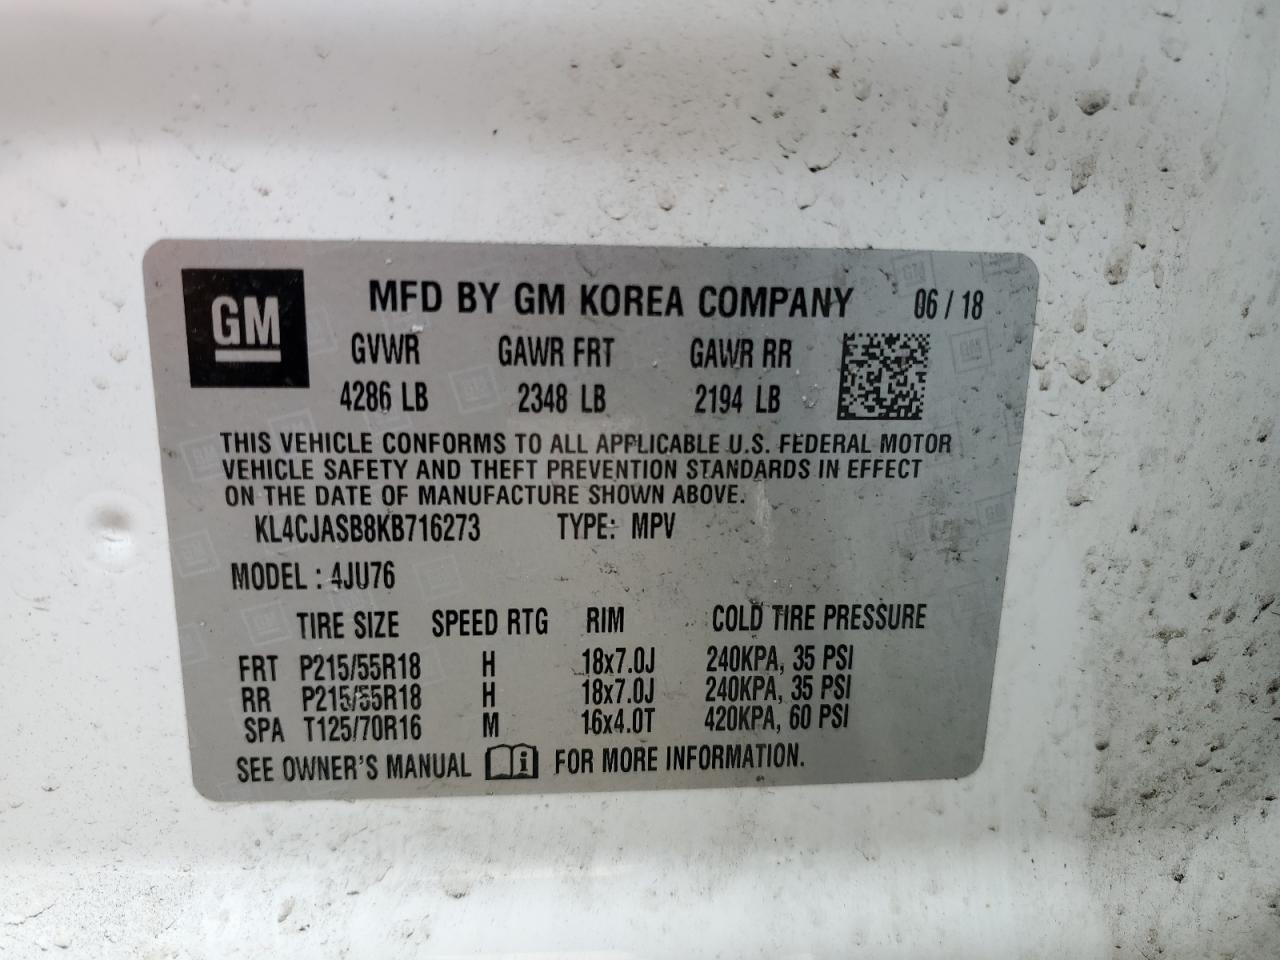 GM
MFD BY GM KOREA COMPANY 06 / 18
GVWR GAWR FRT GAWR RR
4286 LB 2348 LB 2194 LB
THIS VEHICLE CONFORMS TO ALL APPLICABLE U.S. FEDERAL MOTOR
VEHICLE SAFETY AND THEFT PREVENTION STANDARDS IN EFFECT
ON THE DATE OF MANUFACTURE SHOWN ABOVE.
KL4CJASB8KB716273 TYPE: MPV
MODEL : 4JU76
TIRE SIZE SPEED RTG RIM COLD TIRE PRESSURE
FRT P215/55R18 H 18x7.0J 240KPA, 35 PSI
RR P215/55R18 H 18x7.0J 240KPA, 35 PSI
SPA T125/70R16 M 16x4.0T 420KPA, 60 PSI
SEE OWNER'S MANUAL i FOR MORE INFORMATION.